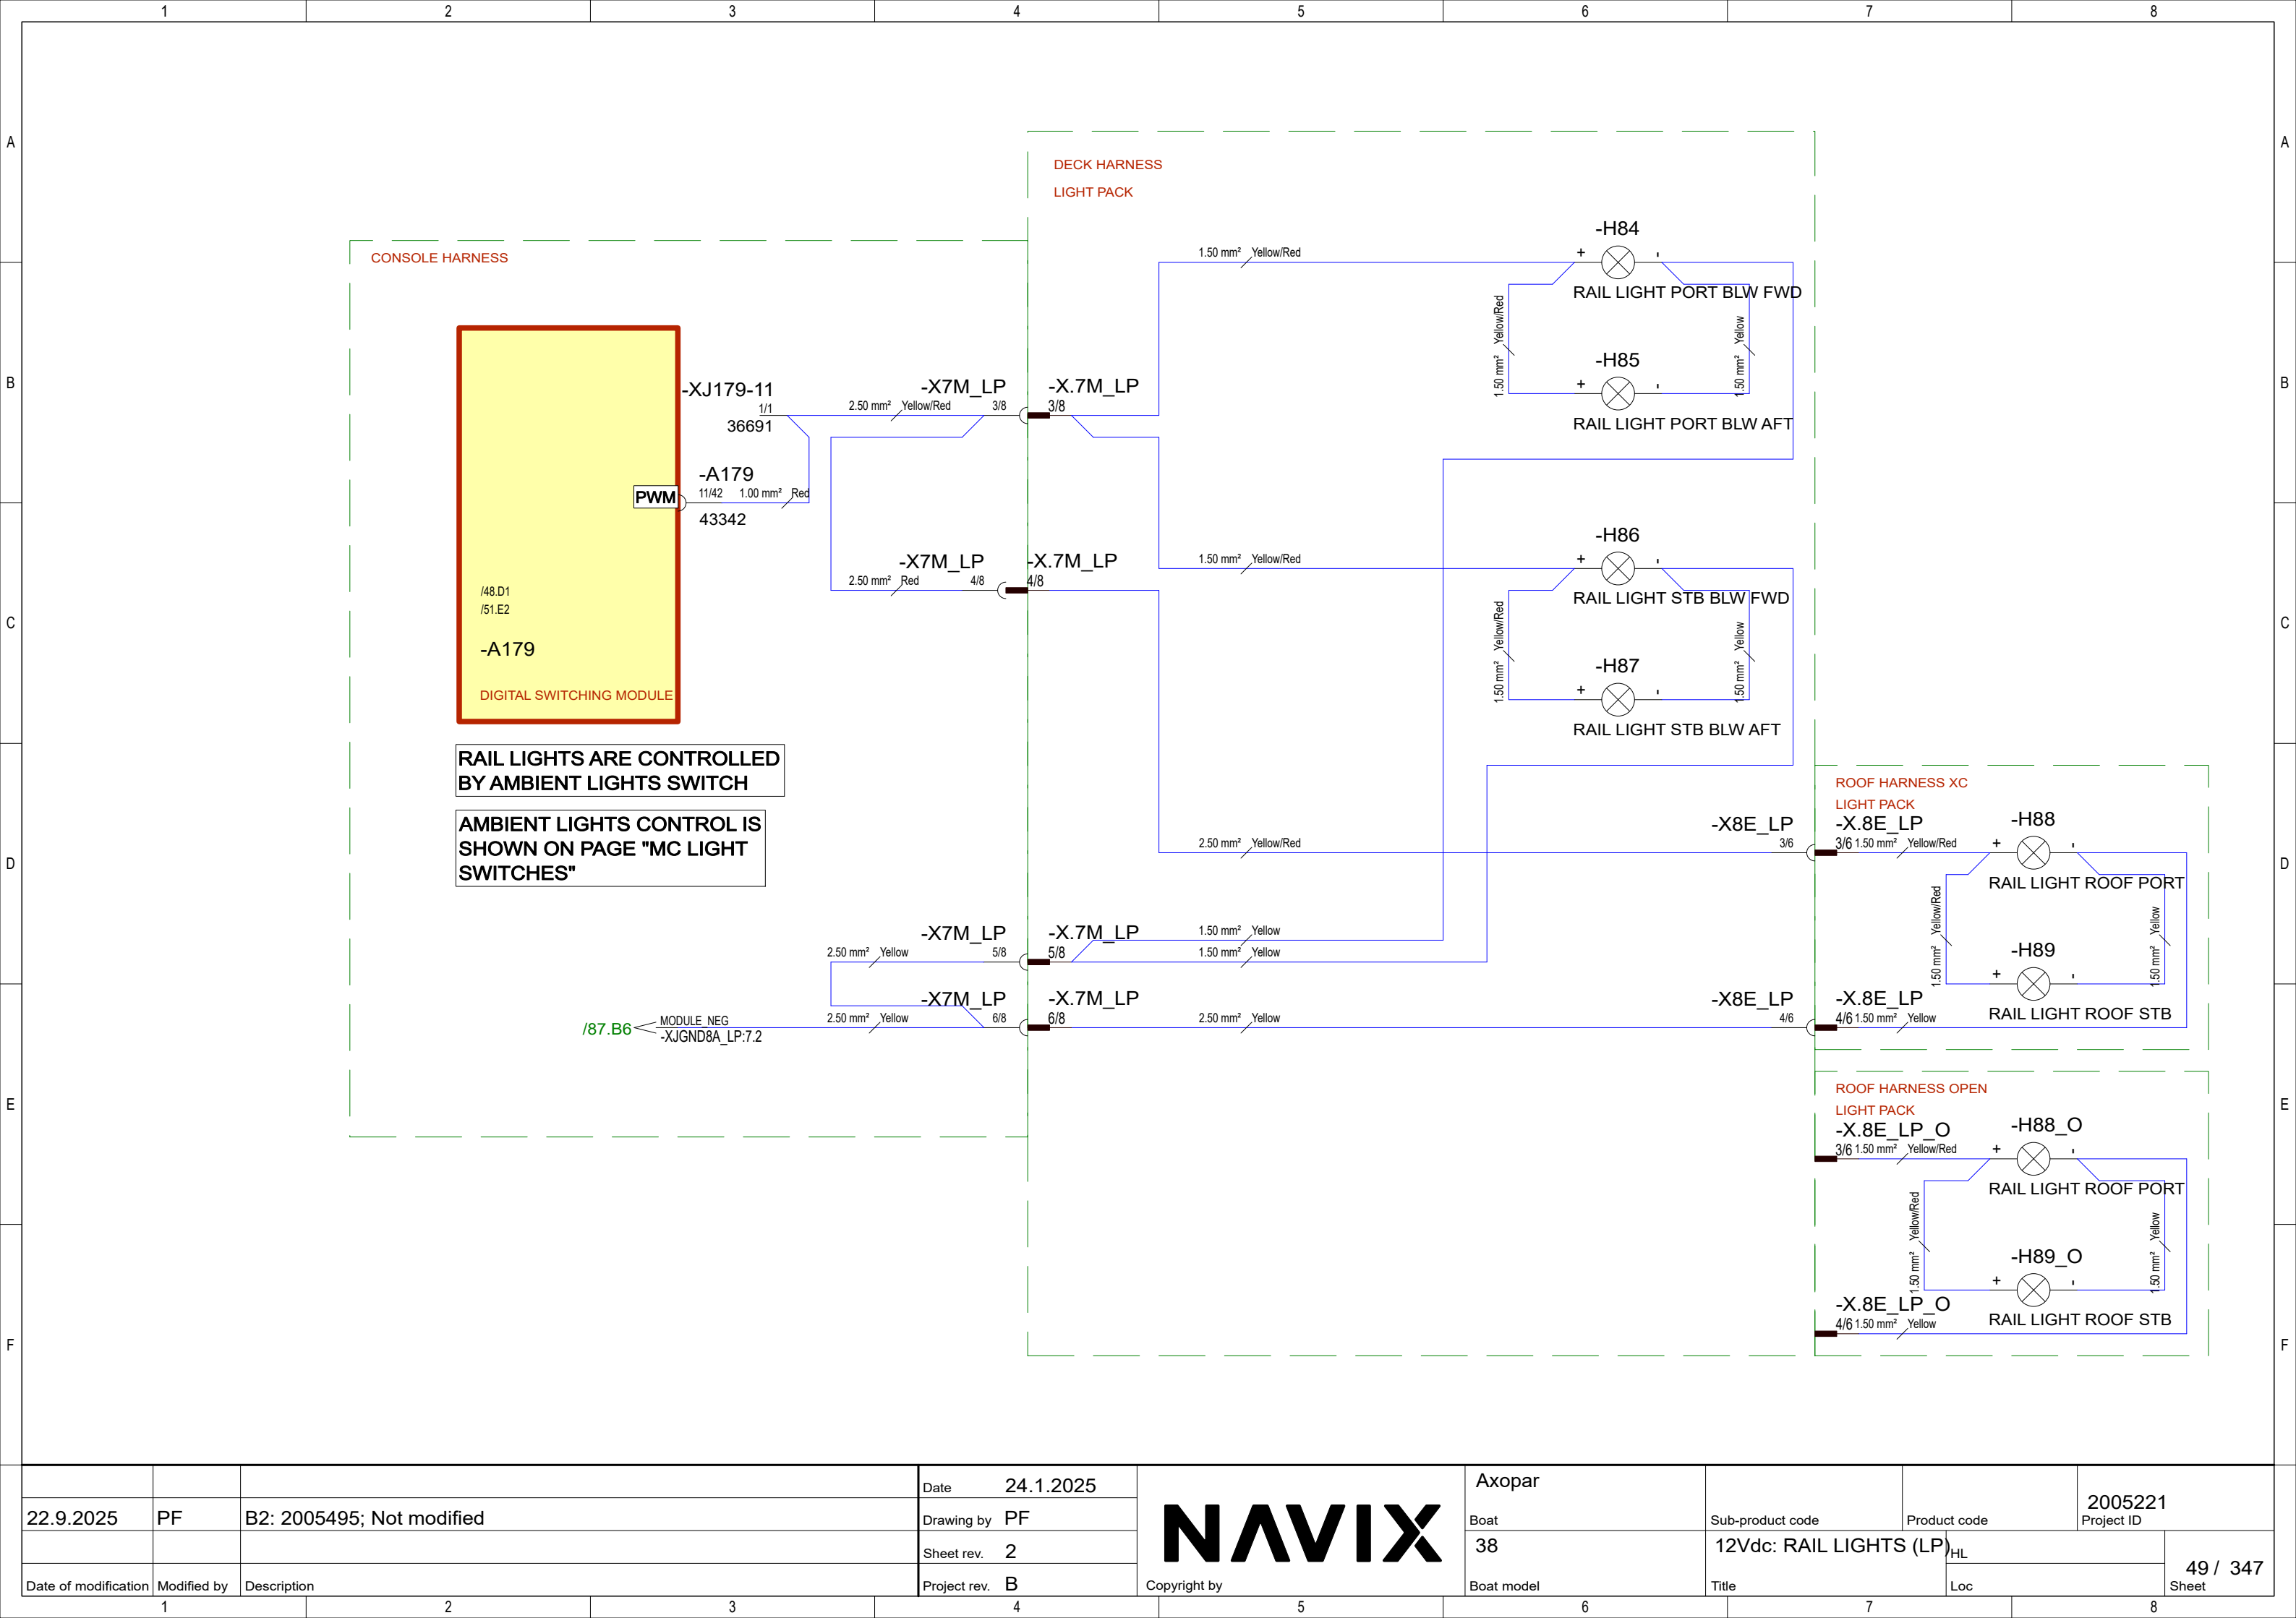 1 2 3 4 5 6 7 8
A A
DECK HARNESS
LIGHT PACK
CONSOLE HARNESS
-H84
1.50 mm² Yellow/Red
+ -
RAIL LIGHT PORT BLW FWD
1.50 mm² Yellow/Red
1.50 mm² Yellow
-H85
+ -
RAIL LIGHT PORT BLW AFT
B B
-XJ179-11
1/1
36691
2.50 mm² Yellow/Red
-X7M_LP
3/8
-X.7M_LP
3/8
-A179
PWM
11/42 1.00 mm² Red
43342
-H86
1.50 mm² Yellow/Red
+ -
RAIL LIGHT STB BLW FWD
-X7M_LP
2.50 mm² Red 4/8
-X.7M_LP
4/8
/48.D1
/51.E2
-A179
DIGITAL SWITCHING MODULE
C C
1.50 mm² Yellow/Red
1.50 mm² Yellow
-H87
+ -
RAIL LIGHT STB BLW AFT
RAIL LIGHTS ARE CONTROLLED
BY AMBIENT LIGHTS SWITCH
AMBIENT LIGHTS CONTROL IS
SHOWN ON PAGE "MC LIGHT
SWITCHES"
ROOF HARNESS XC
LIGHT PACK
D D
2.50 mm² Yellow/Red
-X8E_LP
3/6
-X.8E_LP
3/6 1.50 mm² Yellow/Red
-H88
+ -
RAIL LIGHT ROOF PORT
1.50 mm² Yellow/Red
1.50 mm² Yellow
-H89
+ -
RAIL LIGHT ROOF STB
-X7M_LP
2.50 mm² Yellow 5/8
-X.7M_LP
5/8
1.50 mm² Yellow
1.50 mm² Yellow
/87.B6
MODULE_NEG
-XJGND8A_LP:7.2
-X7M_LP
2.50 mm² Yellow 6/8
-X.7M_LP
6/8
2.50 mm² Yellow
-X8E_LP
4/6
-X.8E_LP
4/6 1.50 mm² Yellow
E E
ROOF HARNESS OPEN
LIGHT PACK
-X.8E_LP_O
3/6 1.50 mm² Yellow/Red
-H88_O
+ -
RAIL LIGHT ROOF PORT
1.50 mm² Yellow/Red
1.50 mm² Yellow
-H89_O
+ -
RAIL LIGHT ROOF STB
-X.8E_LP_O
4/6 1.50 mm² Yellow
F F
22.9.2025 PF B2: 2005495; Not modified
Date of modification Modified by Description
Date 24.1.2025
Drawing by PF
Sheet rev. 2
Project rev. B
NAVIX
Copyright by
Axopar
Boat
38
Boat model
Sub-product code
Product code
2005221
Project ID
12Vdc: RAIL LIGHTS (LP)
Title
HL
Loc
49 / 347
Sheet
1 2 3 4 5 6 7 8